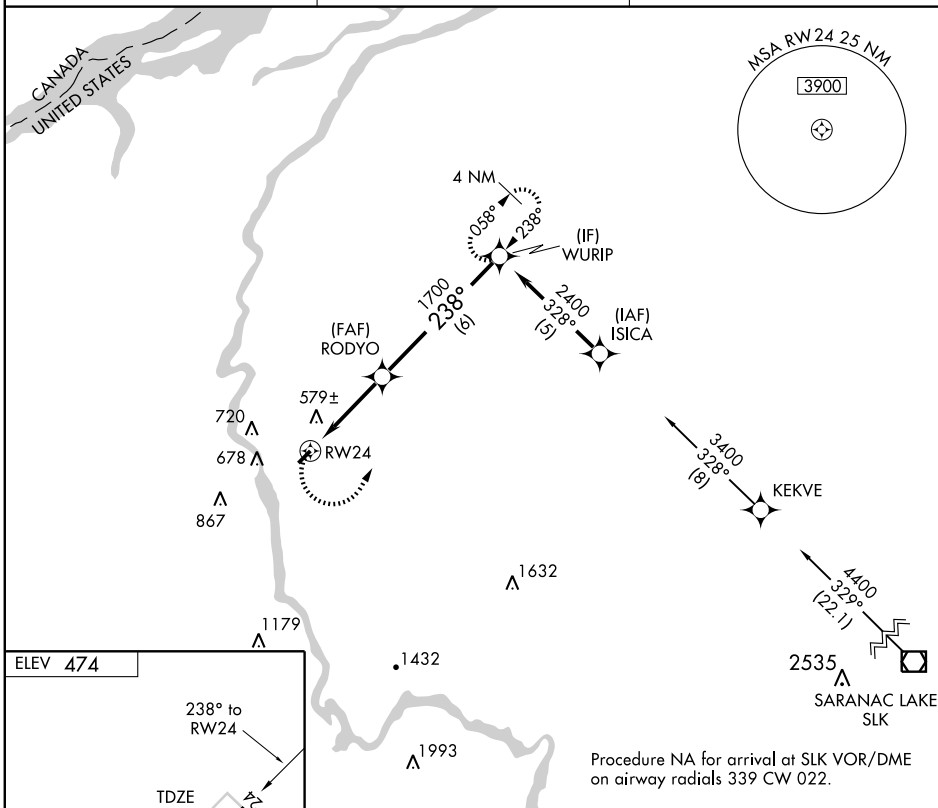 CANADA
UNITED STATES
MSA RW24 25 NM
3900
4 NM
058°
238°
(IF)
WURIP
1700
238°
(6)
2400
328°
(5)
(IAF)
ISICA
(FAF)
RODYO
579±
720
678
RW24
867
3400
328°
(8)
KEKVE
4400
329°
(22.1)
1632
1179
1432
2535
SARANAC LAKE
SLK
1993
ELEV 474
238° to
RW24
TDZE
24
Procedure NA for arrival at SLK VOR/DME
on airway radials 339 CW 022.